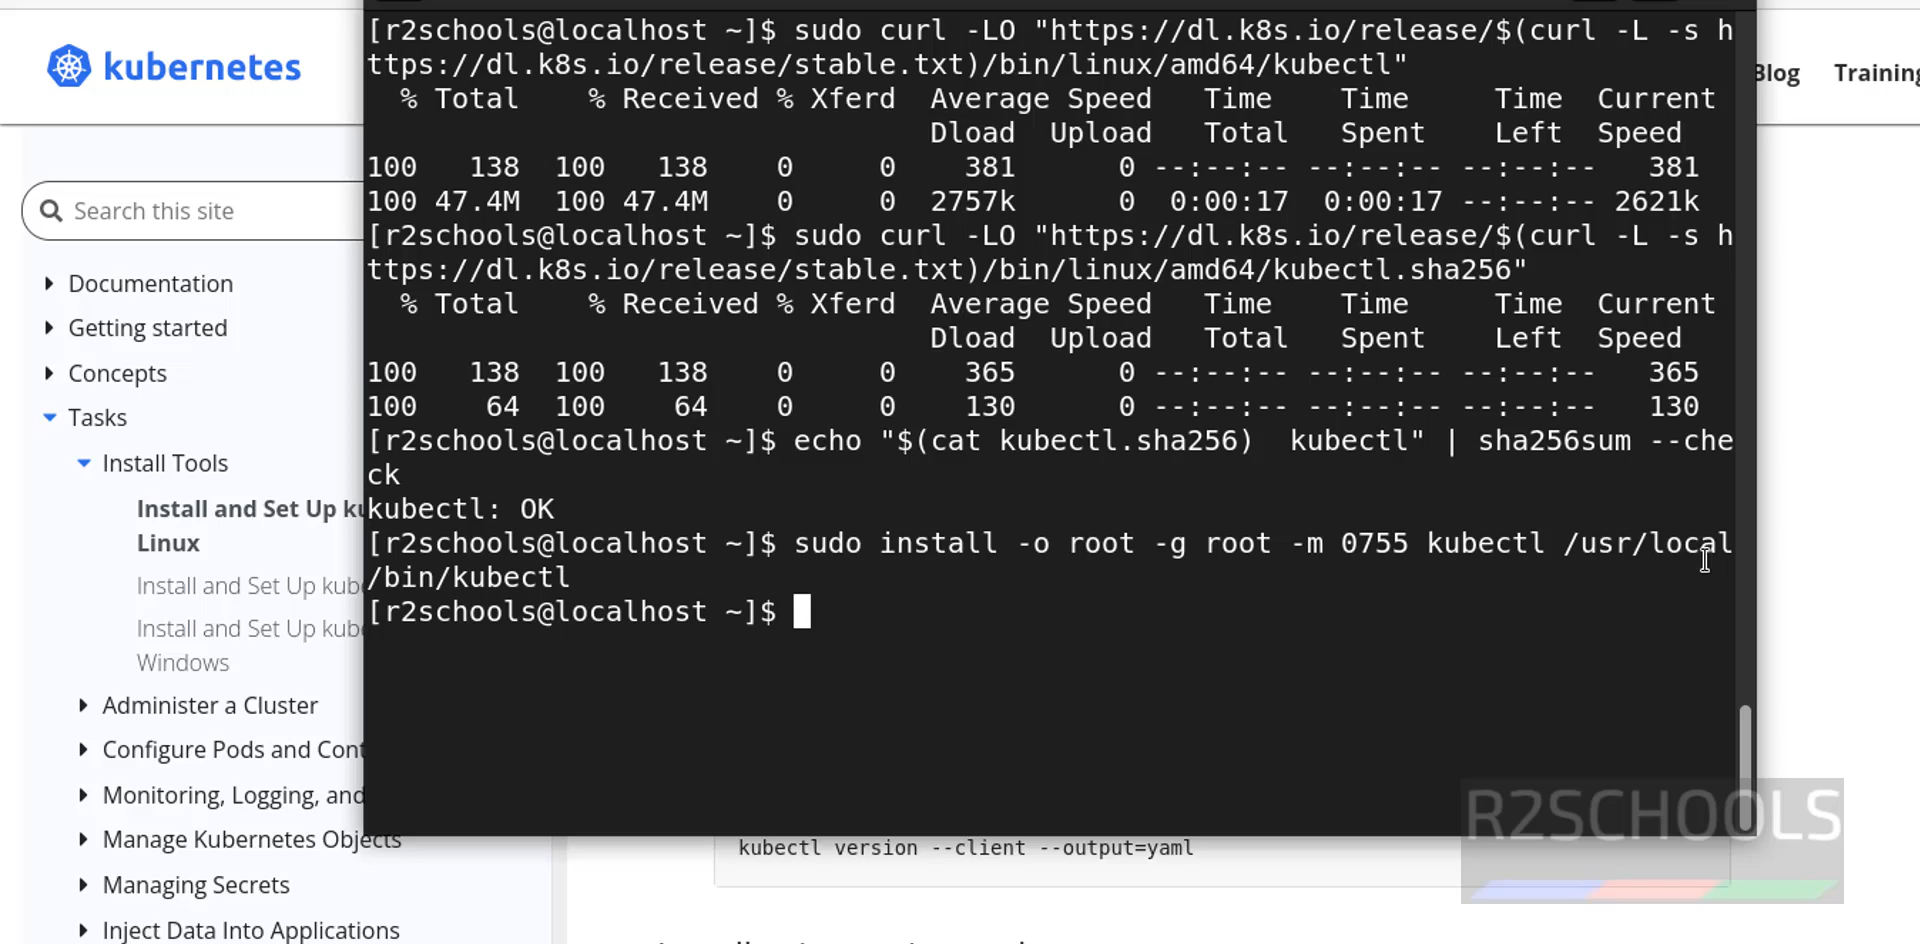 kubernetes
Blog
Training
Search this site
Documentation
Getting started
Concepts
Tasks
Install Tools
Install and Set Up ku
Linux
Install and Set Up kube
Install and Set Up kube
Windows
Administer a Cluster
Configure Pods and Cont
Monitoring, Logging, and
Manage Kubernetes Objects
Managing Secrets
Inject Data Into Applications
[r2schools@localhost ~]$ sudo curl -LO "https://dl.k8s.io/release/$(curl -L -s h
ttps://dl.k8s.io/release/stable.txt)/bin/linux/amd64/kubectl"
  % Total    % Received % Xferd  Average Speed   Time    Time     Time  Current
                                 Dload  Upload   Total   Spent    Left  Speed
100   138  100   138    0     0    381      0 --:--:-- --:--:-- --:--:--   381
100 47.4M  100 47.4M    0     0  2757k      0  0:00:17  0:00:17 --:--:-- 2621k
[r2schools@localhost ~]$ sudo curl -LO "https://dl.k8s.io/release/$(curl -L -s h
ttps://dl.k8s.io/release/stable.txt)/bin/linux/amd64/kubectl.sha256"
  % Total    % Received % Xferd  Average Speed   Time    Time     Time  Current
                                 Dload  Upload   Total   Spent    Left  Speed
100   138  100   138    0     0    365      0 --:--:-- --:--:-- --:--:--   365
100    64  100    64    0     0    130      0 --:--:-- --:--:-- --:--:--   130
[r2schools@localhost ~]$ echo "$(cat kubectl.sha256)  kubectl" | sha256sum --che
ck
kubectl: OK
[r2schools@localhost ~]$ sudo install -o root -g root -m 0755 kubectl /usr/local
/bin/kubectl
[r2schools@localhost ~]$
kubectl version --client --output=yaml
R2SCHOOLS